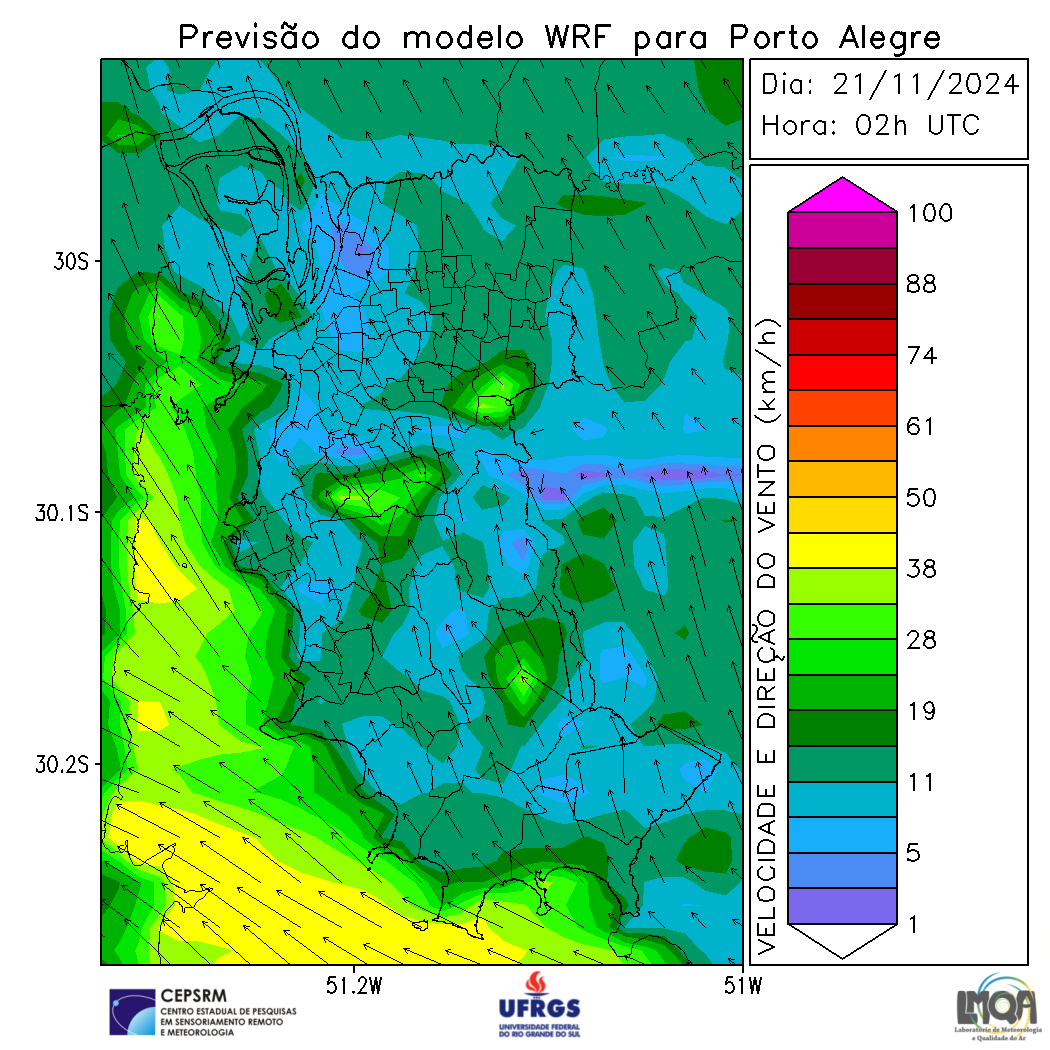 Previsão do modelo WRF para Porto Alegre
Dia: 21/11/2024
Hora: 02h UTC
30S
30.1S
30.2S
51.2W
51W
VELOCIDADE E DIREÇÃO DO VENTO (km/h)
100
88
74
61
50
38
28
19
11
5
1
CEPSRM
CENTRO ESTADUAL DE PESQUISAS
EM SENSORIAMENTO REMOTO
E METEOROLOGIA
UFRGS
UNIVERSIDADE FEDERAL
DO RIO GRANDE DO SUL
LMQA
Laboratório de Meteorologia
e Qualidade do Ar